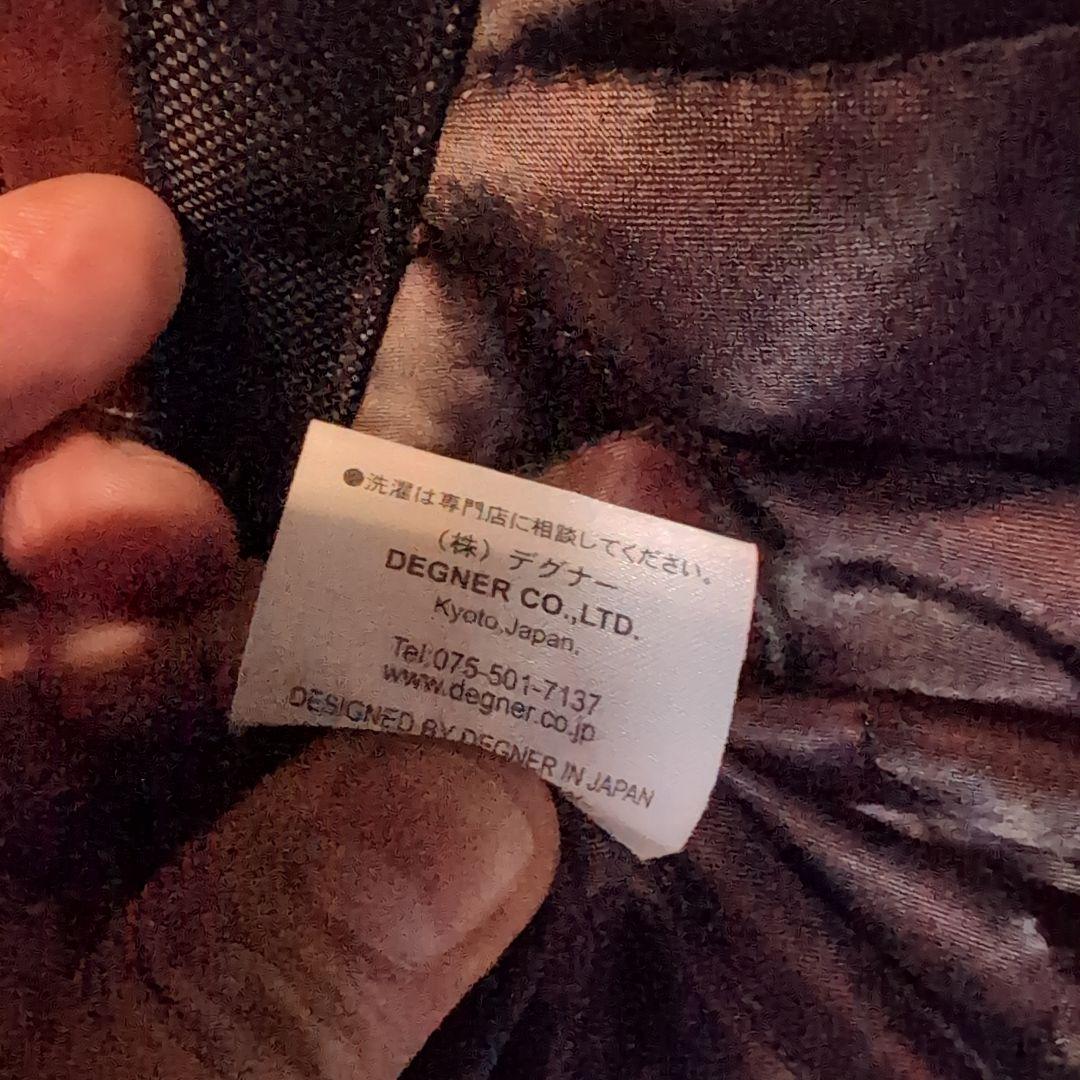 ●洗濯は専門店に相談してください。
（株）デグナー
DEGNER CO.,LTD.
Kyoto,Japan.
Tel:075-501-7137
www.degner.co.jp
DESIGNED BY DEGNER IN JAPAN